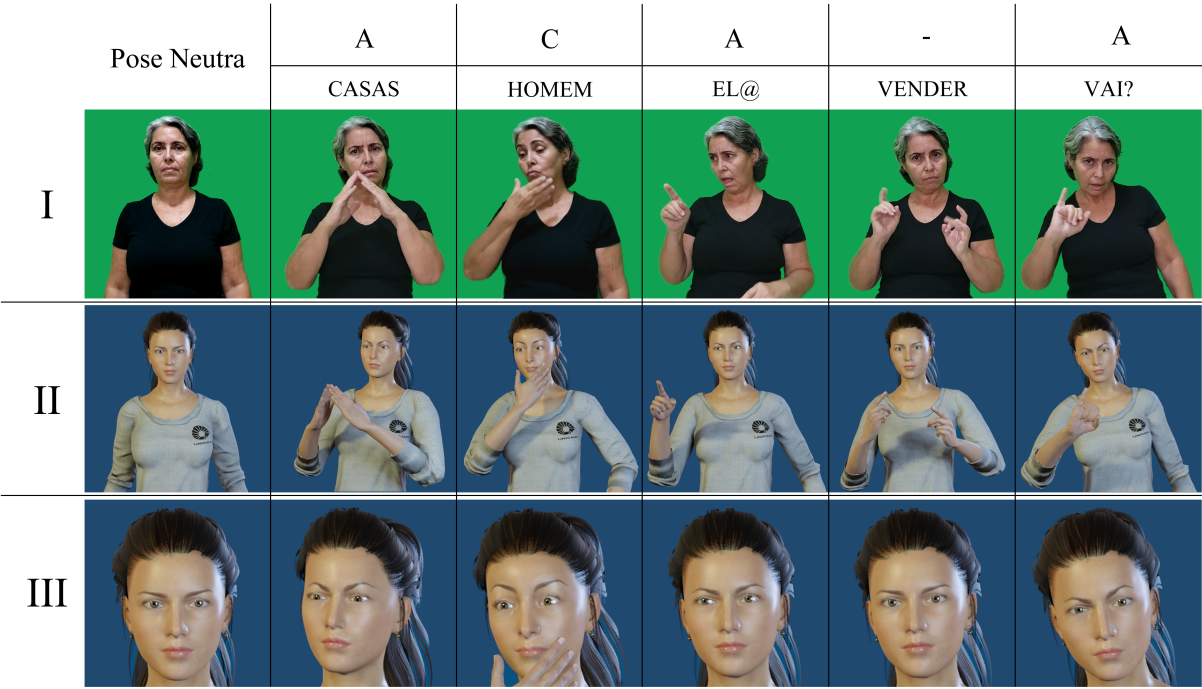 Pose Neutra
A
C
A
-
A
CASAS
HOMEM
EL@
VENDER
VAI?
I
II
III